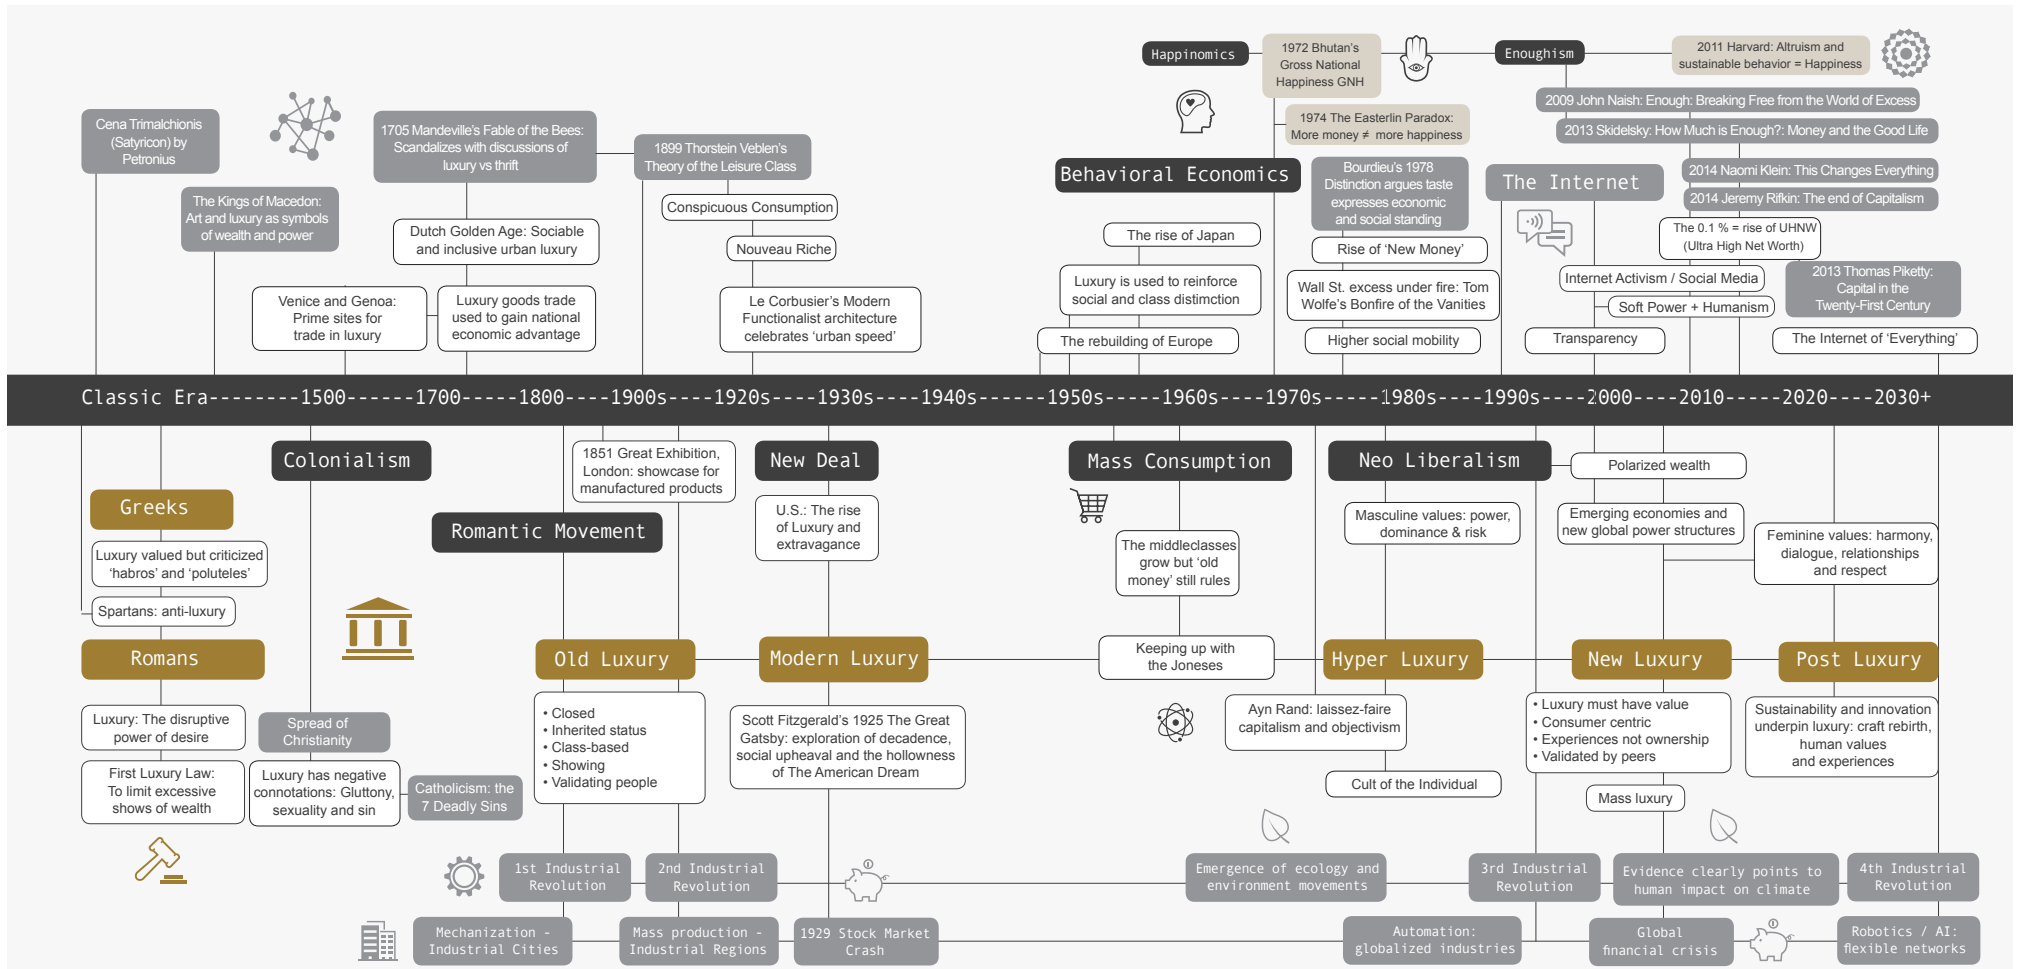 Happinomics
1972 Bhutan's
Gross National
Happiness GNH
Enoughism
2011 Harvard: Altruism and
sustainable behavior = Happiness
2009 John Naish: Enough: Breaking Free from the World of Excess
1974 The Easterlin Paradox:
More money ≠ more happiness
2013 Skidelsky: How Much is Enough?: Money and the Good Life
Cena Trimalchionis
(Satyricon) by
Petronius
1705 Mandeville's Fable of the Bees:
Scandalizes with discussions of
luxury vs thrift
1899 Thorstein Veblen's
Theory of the Leisure Class
Behavioral Economics
Bourdieu's 1978
Distinction argues taste
expresses economic
and social standing
The Internet
2014 Naomi Klein: This Changes Everything
2014 Jeremy Rifkin: The end of Capitalism
The Kings of Macedon:
Art and luxury as symbols
of wealth and power
Conspicuous Consumption
Dutch Golden Age: Sociable
and inclusive urban luxury
Nouveau Riche
The rise of Japan
Rise of ‘New Money’
The 0.1 % = rise of UHNW
(Ultra High Net Worth)
Venice and Genoa:
Prime sites for
trade in luxury
Luxury goods trade
used to gain national
economic advantage
Le Corbusier's Modern
Functionalist architecture
celebrates ‘urban speed’
Luxury is used to reinforce
social and class distimction
Wall St. excess under fire: Tom
Wolfe's Bonfire of the Vanities
Internet Activism / Social Media
2013 Thomas Piketty:
Capital in the
Twenty-First Century
Soft Power + Humanism
The rebuilding of Europe
Higher social mobility
Transparency
The Internet of ‘Everything’
Classic Era--------1500------1700-----1800----1900s----1920s----1930s----1940s-------1950s-----1960s----1970s-----1980s----1990s----2000----2010-----2020----2030+
Colonialism
1851 Great Exhibition,
London: showcase for
manufactured products
New Deal
Mass Consumption
Neo Liberalism
Polarized wealth
Greeks
Romantic Movement
U.S.: The rise
of Luxury and
extravagance
Masculine values: power,
dominance & risk
Emerging economies and
new global power structures
Luxury valued but criticized
‘habros’ and ‘poluteles’
The middleclasses
grow but ‘old
money’ still rules
Feminine values: harmony,
dialogue, relationships
and respect
Spartans: anti-luxury
Romans
Old Luxury
Modern Luxury
Keeping up with
the Joneses
Hyper Luxury
New Luxury
Post Luxury
Luxury: The disruptive
power of desire
Spread of
Christianity
• Closed
• Inherited status
• Class-based
• Showing
• Validating people
Scott Fitzgerald's 1925 The Great
Gatsby: exploration of decadence,
social upheaval and the hollowness
of The American Dream
Ayn Rand: laissez-faire
capitalism and objectivism
• Luxury must have value
• Consumer centric
• Experiences not ownership
• Validated by peers
Sustainability and innovation
underpin luxury: craft rebirth,
human values
and experiences
First Luxury Law:
To limit excessive
shows of wealth
Luxury has negative
connotations: Gluttony,
sexuality and sin
Catholicism: the
7 Deadly Sins
Cult of the Individual
Mass luxury
1st Industrial
Revolution
2nd Industrial
Revolution
Emergence of ecology and
environment movements
3rd Industrial
Revolution
Evidence clearly points to
human impact on climate
4th Industrial
Revolution
Mechanization -
Industrial Cities
Mass production -
Industrial Regions
1929 Stock Market
Crash
Automation:
globalized industries
Global
financial crisis
Robotics / AI:
flexible networks